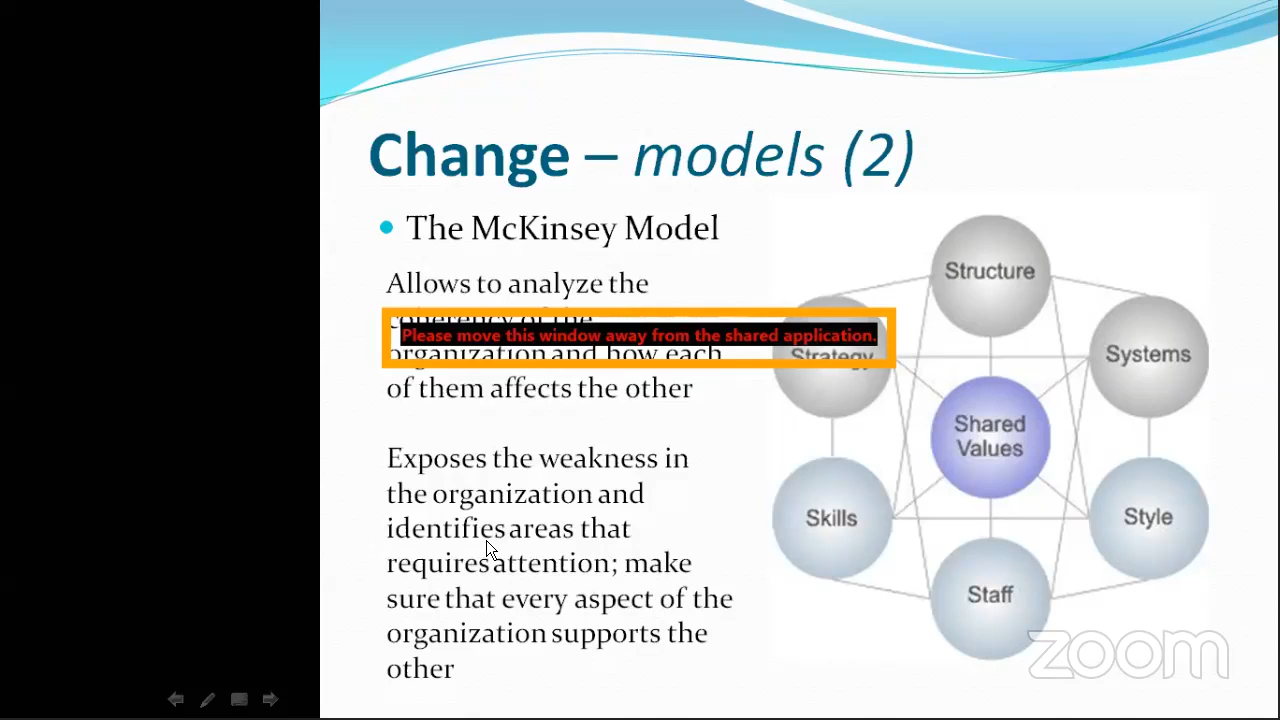 Change – models (2)
The McKinsey Model
Allows to analyze the
coherency of the
Please move this window away from the shared application.
organization and how each
of them affects the other
Exposes the weakness in
the organization and
identifies areas that
requires attention; make
sure that every aspect of the
organization supports the
other
Structure
Strategy
Systems
Shared
Values
Skills
Style
Staff
zoom